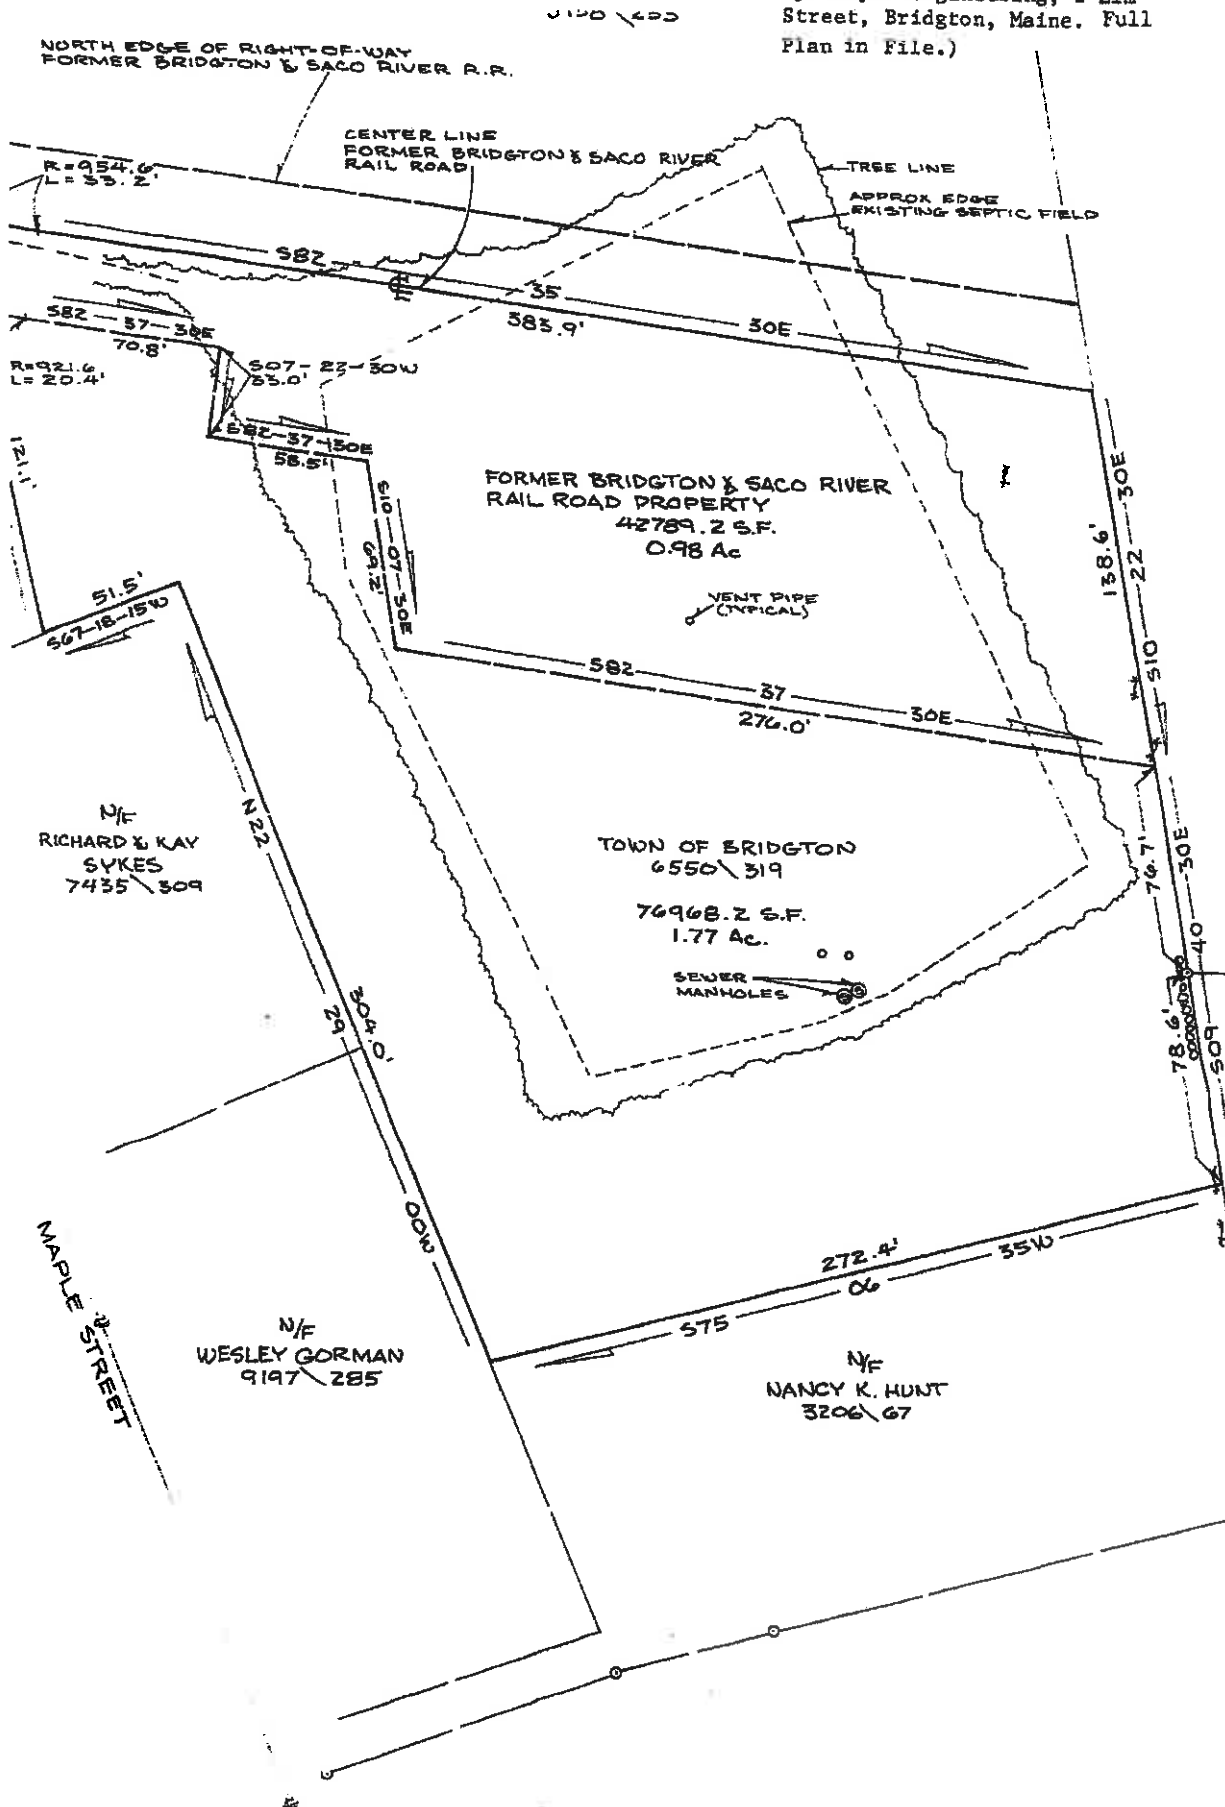 Street, Bridgton, Maine. Full
Plan in File.)
NORTH EDGE OF RIGHT-OF-WAY
FORMER BRIDGTON & SACO RIVER R.R.
CENTER LINE
FORMER BRIDGTON & SACO RIVER
RAIL ROAD
R=954.6
L=33.2'
TREE LINE
APPROX EDGE
EXISTING SEPTIC FIELD
S82 35 30E
383.9'
S82-37-30E
70.8'
R=921.6
L=20.4'
S07-22-30W
33.0'
S82-37-30E
58.5'
121.1'
S10-07-30E
69.2'
FORMER BRIDGTON & SACO RIVER
RAIL ROAD PROPERTY
42789.2 S.F.
0.98 Ac
VENT PIPE
(TYPICAL)
138.6'
S10 22 30E
51.5'
S67-18-15W
S82 37 30E
276.0'
N/F
RICHARD & KAY
SYKES
7435\309
N22 29 00W
304.0'
TOWN OF BRIDGTON
6550\319
76968.2 S.F.
1.77 Ac.
SEWER
MANHOLES
76.7'
S09 40 30E
78.6'
MAPLE STREET
N/F
WESLEY GORMAN
9197\285
272.4'
S75 06 35W
N/F
NANCY K. HUNT
3206\67